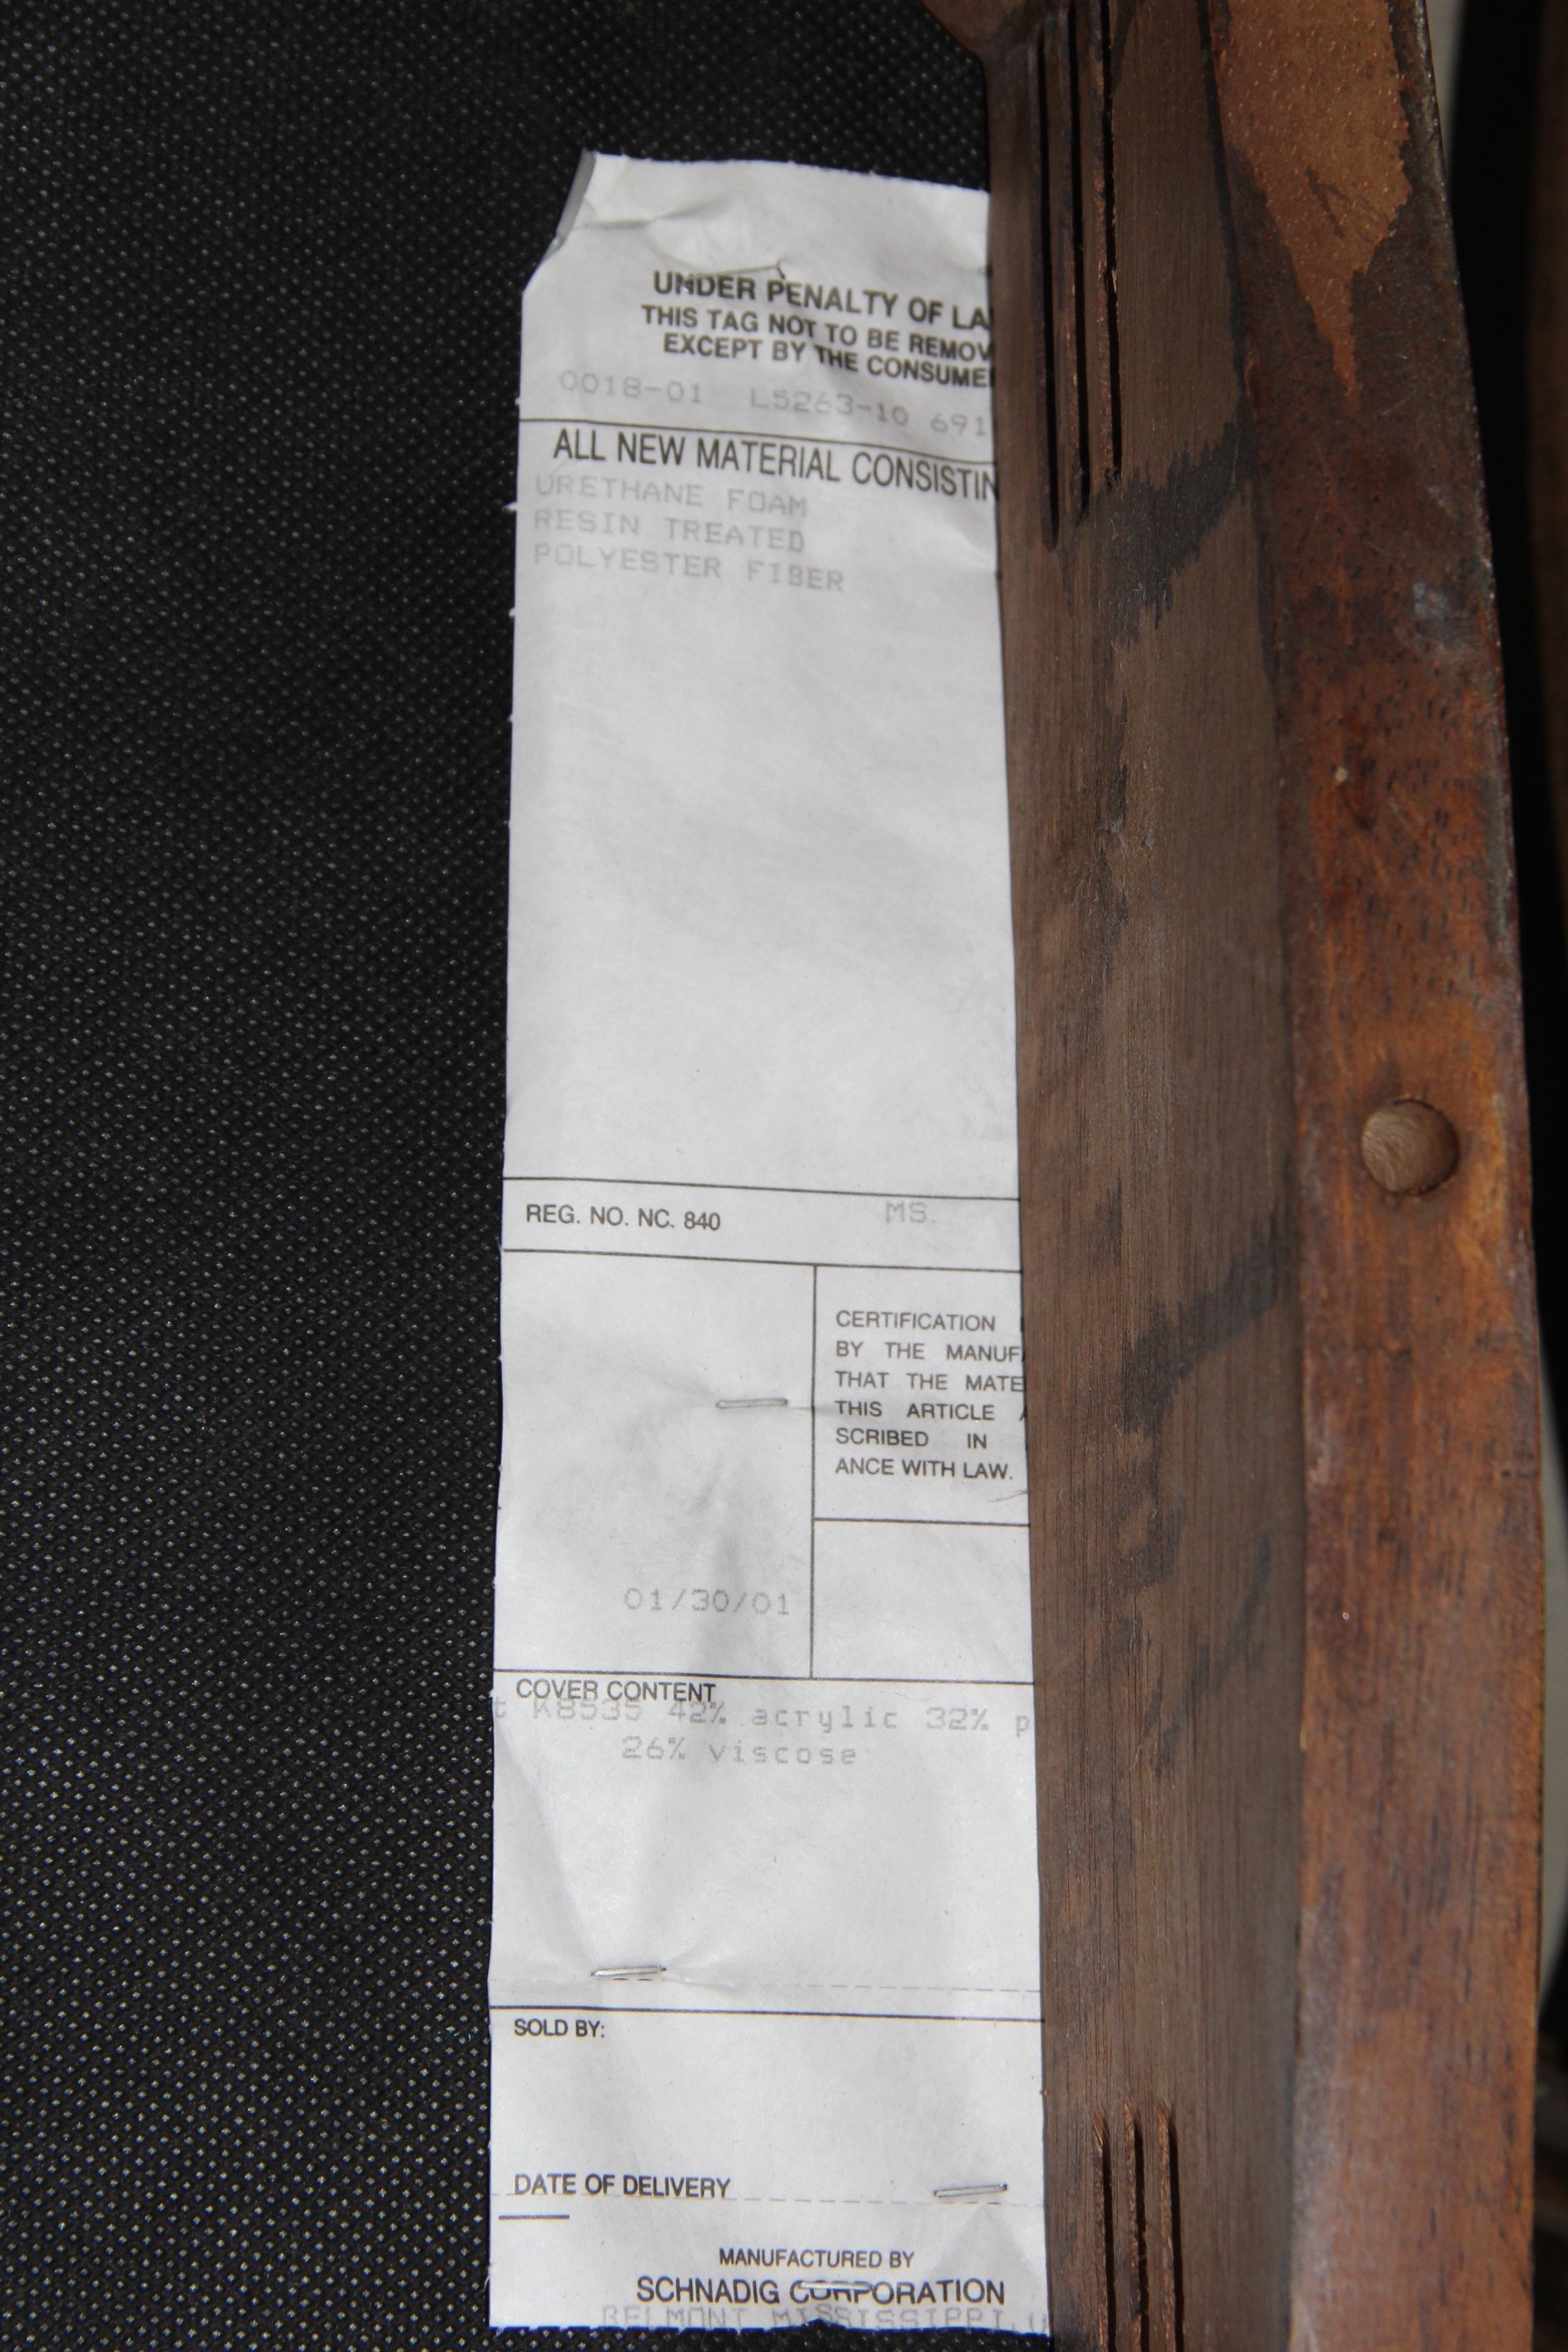 UNDER PENALTY OF LA
THIS TAG NOT TO BE REMOV
EXCEPT BY THE CONSUME
0018-01 L5263-10 691
ALL NEW MATERIAL CONSISTIN
URETHANE FOAM
RESIN TREATED
POLYESTER FIBER
REG. NO. NC. 840 MS.
CERTIFICATION
BY THE MANUF
THAT THE MATE
THIS ARTICLE
SCRIBED IN
ANCE WITH LAW.
01/30/01
COVER CONTENT
t K8535 42% acrylic 32% p
26% viscose
SOLD BY:
DATE OF DELIVERY
MANUFACTURED BY
SCHNADIG CORPORATION
BELMONT MISSISSIPPI